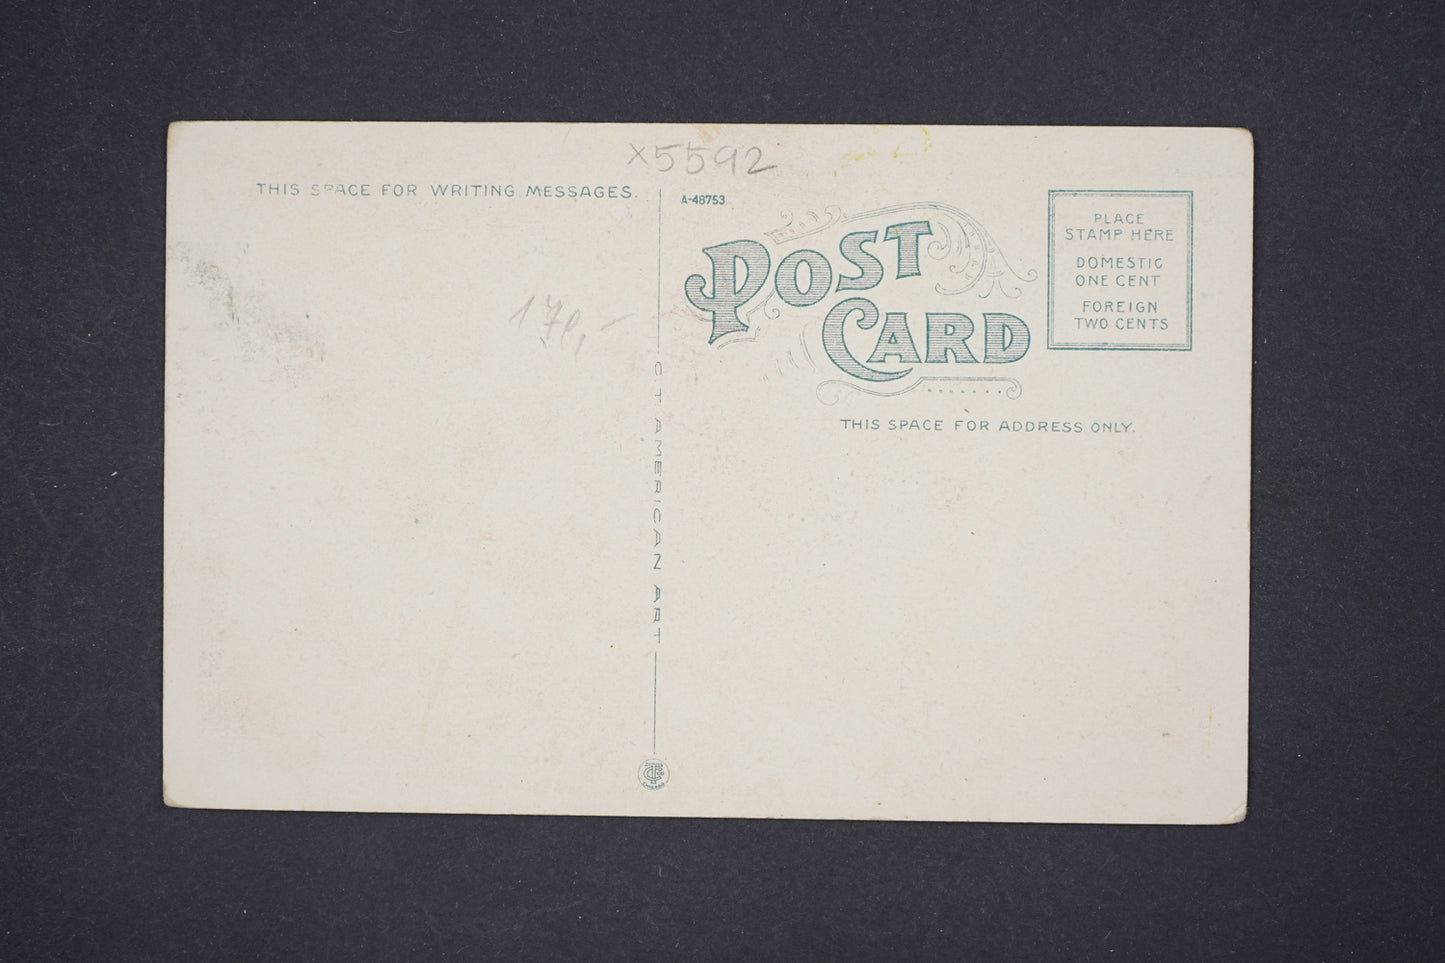 x5592
THIS SPACE FOR WRITING MESSAGES.
A-48753
POST
CARD
PLACE
STAMP HERE
DOMESTIC
ONE CENT
FOREIGN
TWO CENTS
170,-
THIS SPACE FOR ADDRESS ONLY.
C T AMERICAN ART